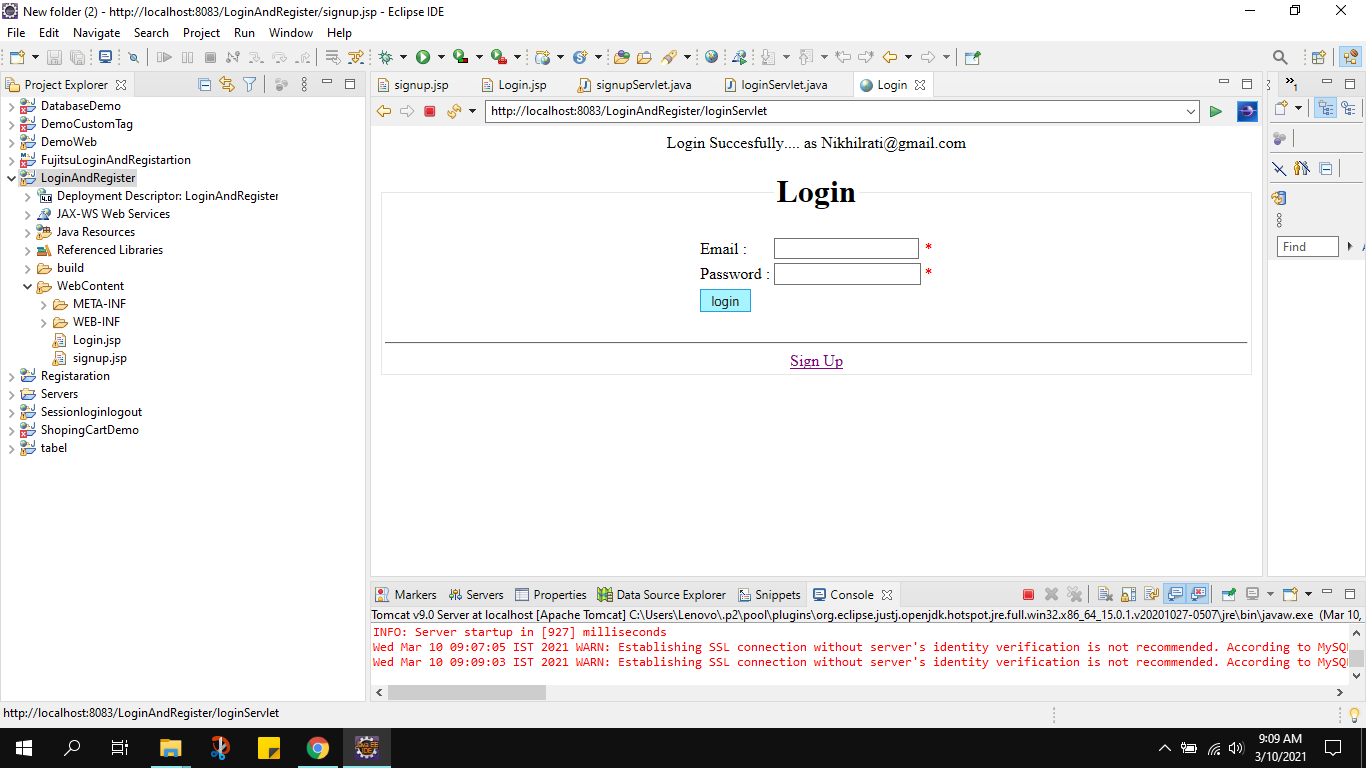 New folder (2) - http://localhost:8083/LoginAndRegister/signup.jsp - Eclipse IDE
File Edit Navigate Search Project Run Window Help
Project Explorer
DatabaseDemo
DemoCustomTag
DemoWeb
FujitsuLoginAndRegistartion
LoginAndRegister
Deployment Descriptor: LoginAndRegister
JAX-WS Web Services
Java Resources
Referenced Libraries
build
WebContent
META-INF
WEB-INF
Login.jsp
signup.jsp
Registaration
Servers
Sessionloginlogout
ShopingCartDemo
tabel
signup.jsp Login.jsp signupServlet.java loginServlet.java Login
http://localhost:8083/LoginAndRegister/loginServlet
Login Succesfully.... as Nikhilrati@gmail.com
Login
Email : *
Password : *
login
Sign Up
»1
Find
Markers Servers Properties Data Source Explorer Snippets Console
Tomcat v9.0 Server at localhost [Apache Tomcat] C:\Users\Lenovo\.p2\pool\plugins\org.eclipse.justj.openjdk.hotspot.jre.full.win32.x86_64_15.0.1.v20201027-0507\jre\bin\javaw.exe (Mar 10,
INFO: Server startup in [927] milliseconds
Wed Mar 10 09:07:05 IST 2021 WARN: Establishing SSL connection without server's identity verification is not recommended. According to MySQL
Wed Mar 10 09:09:03 IST 2021 WARN: Establishing SSL connection without server's identity verification is not recommended. According to MySQL
http://localhost:8083/LoginAndRegister/loginServlet
9:09 AM
3/10/2021